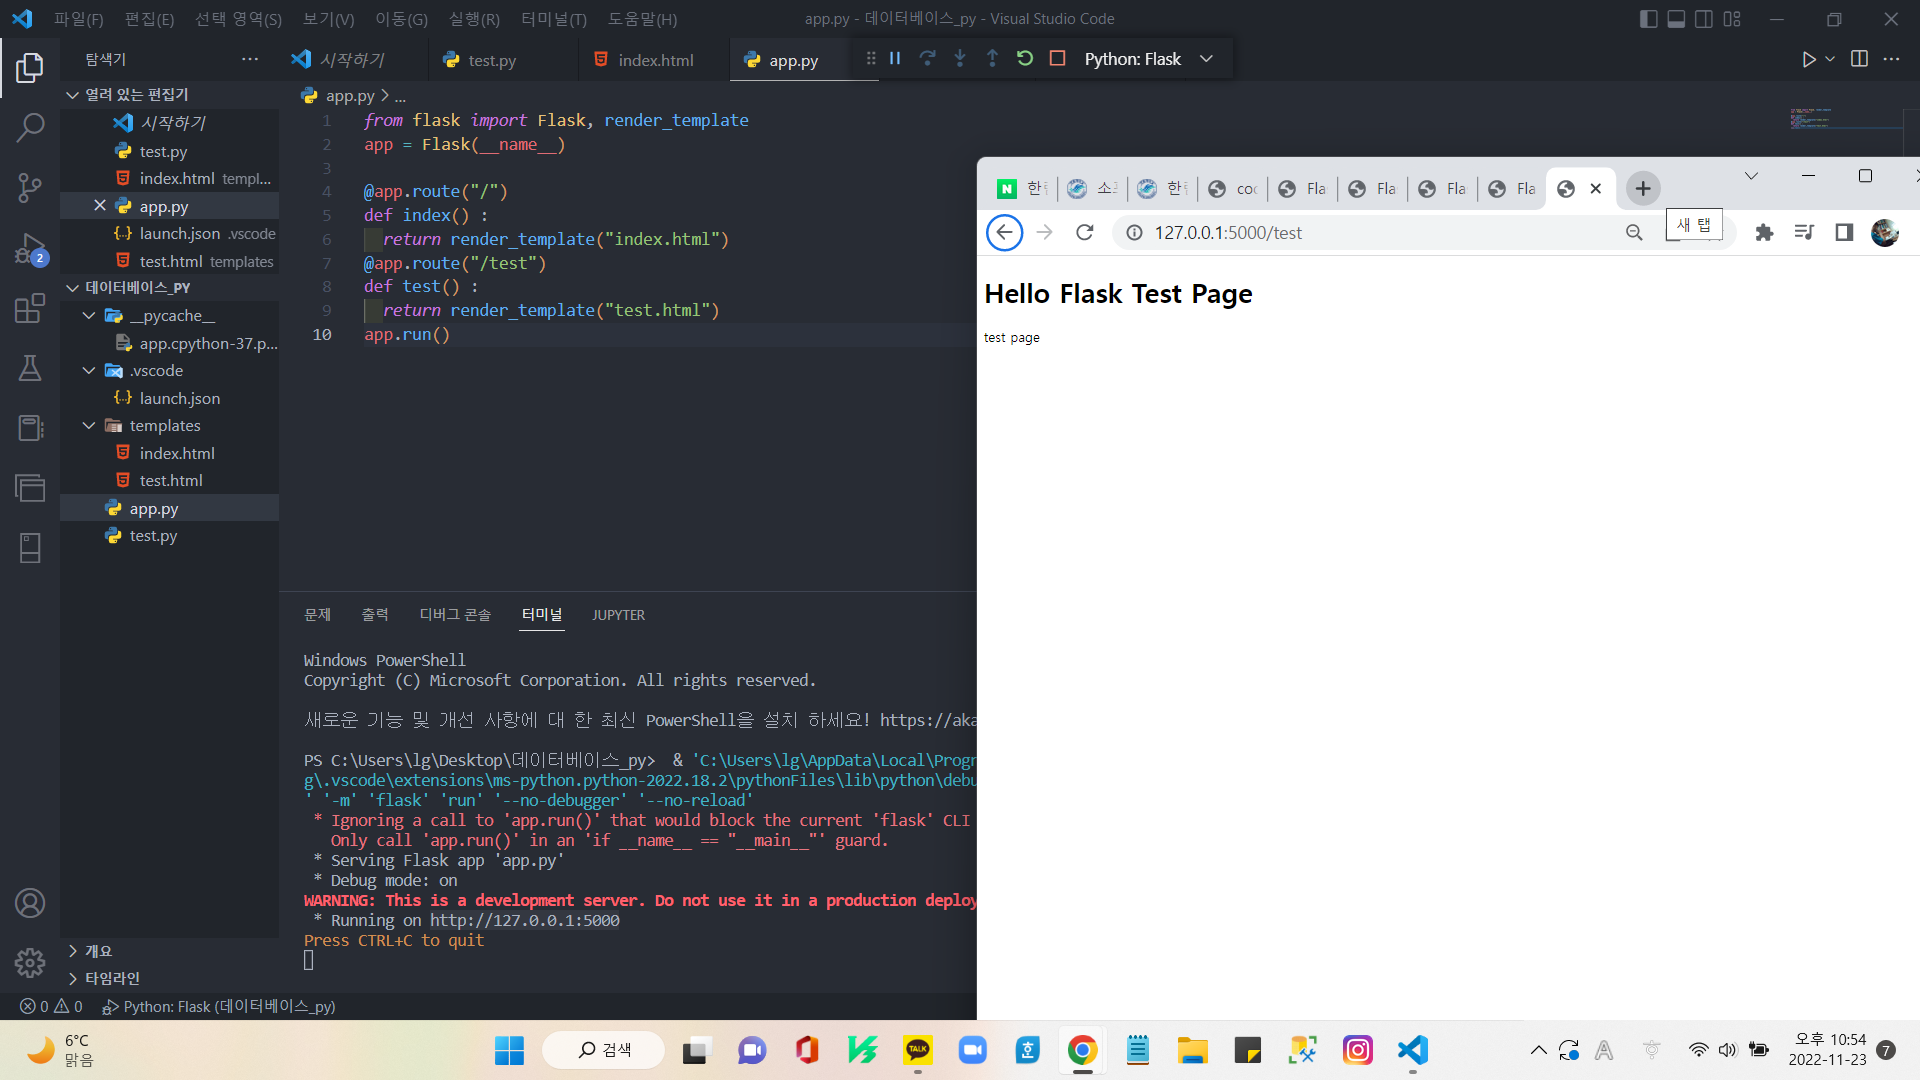 파일(F) 편집(E) 선택 영역(S) 보기(V) 이동(G) 실행(R) 터미널(T) 도움말(H)
app.py - 데이터베이스_py - Visual Studio Code
탐색기
시작하기 test.py index.html app.py
Python: Flask
열려 있는 편집기
시작하기
test.py
index.html templ...
app.py
launch.json .vscode
test.html templates
데이터베이스_PY
__pycache__
app.cpython-37.p...
.vscode
launch.json
templates
index.html
test.html
app.py
test.py
개요
타임라인
2
app.py > ...
1 from flask import Flask, render_template
2 app = Flask(__name__)
3
4 @app.route("/")
5 def index() :
6 return render_template("index.html")
7 @app.route("/test")
8 def test() :
9 return render_template("test.html")
10 app.run()
문제 출력 디버그 콘솔 터미널 JUPYTER
Windows PowerShell
Copyright (C) Microsoft Corporation. All rights reserved.
새로운 기능 및 개선 사항에 대 한 최신 PowerShell을 설치 하세요! https://aka
PS C:\Users\lg\Desktop\데이터베이스_py>  & 'C:\Users\lg\AppData\Local\Progr
g\.vscode\extensions\ms-python.python-2022.18.2\pythonFiles\lib\python\debu
' '-m' 'flask' 'run' '--no-debugger' '--no-reload'
* Ignoring a call to 'app.run()' that would block the current 'flask' CLI
Only call 'app.run()' in an 'if __name__ == "__main__"' guard.
* Serving Flask app 'app.py'
* Debug mode: on
WARNING: This is a development server. Do not use it in a production deploy
* Running on http://127.0.0.1:5000
Press CTRL+C to quit
0 0 Python: Flask (데이터베이스_py)
N 소 coc Fla Fla Fla Fla
새 탭
127.0.0.1:5000/test
Hello Flask Test Page
test page
6°C
맑음
검색
TALK
오후 10:54
2022-11-23
7